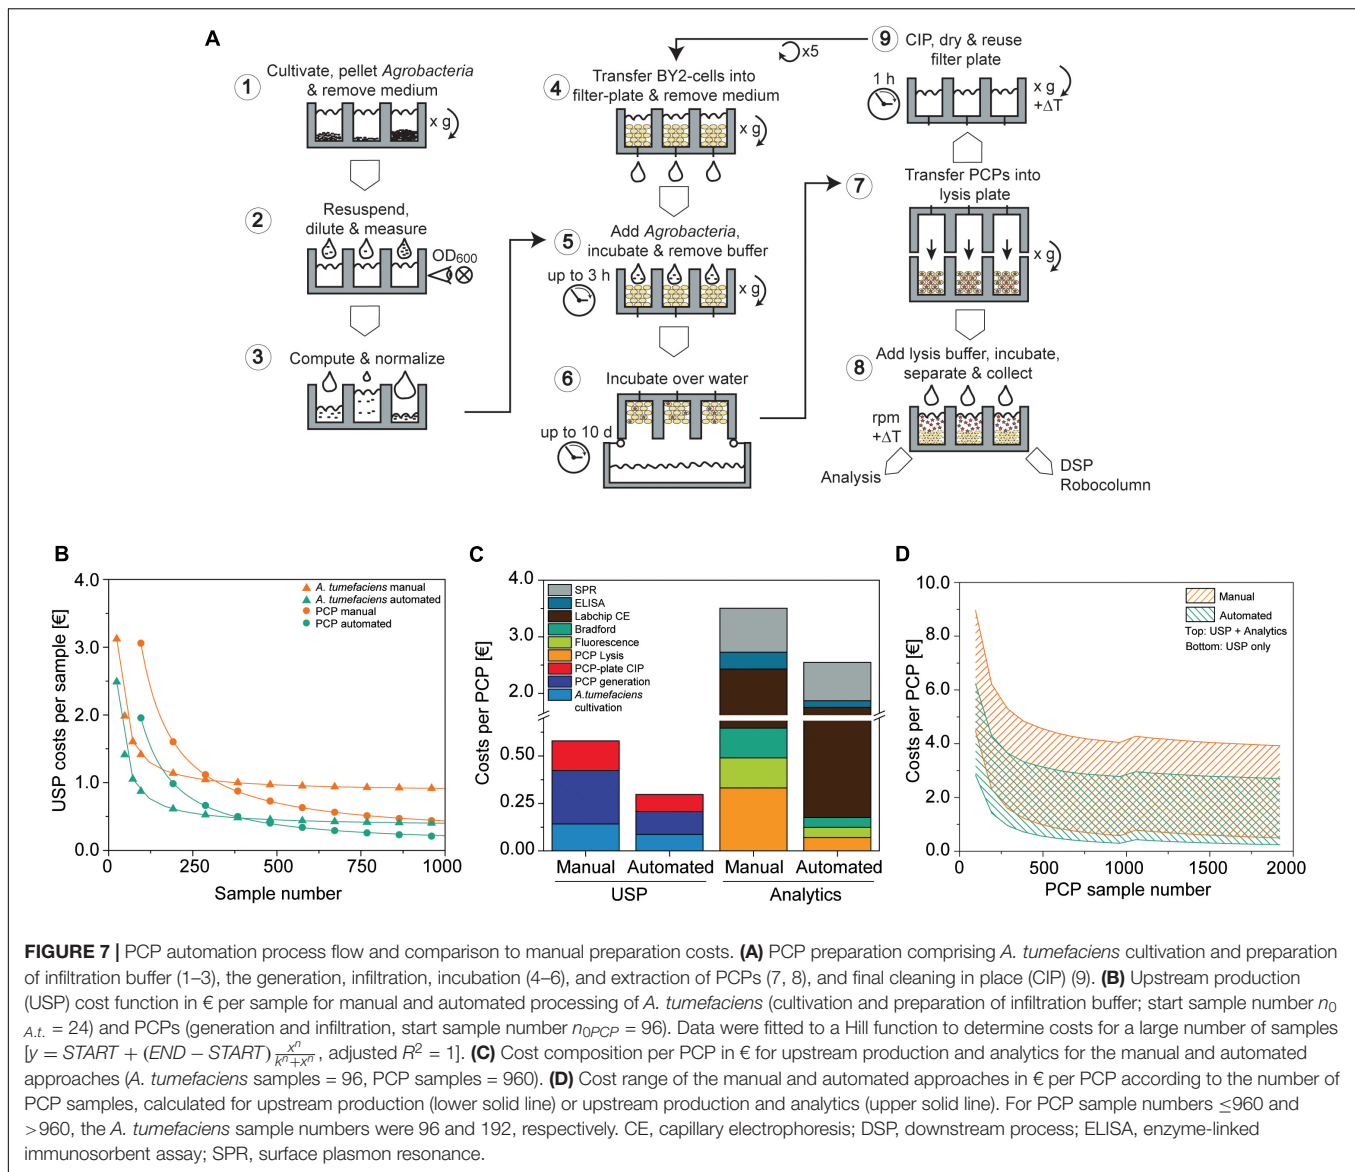 A
1
Cultivate, pellet Agrobacteria
& remove medium
x g
2
Resuspend,
dilute & measure
OD600
3
Compute & normalize
x5
4
Transfer BY2-cells into
filter-plate & remove medium
x g
5
Add Agrobacteria,
incubate & remove buffer
up to 3 h
x g
6
Incubate over water
up to 10 d
9
CIP, dry & reuse
filter plate
1 h
x g
+ΔT
7
Transfer PCPs into
lysis plate
x g
8
Add lysis buffer, incubate,
separate & collect
rpm
+ΔT
Analysis
DSP
Robocolumn
B
USP costs per sample [€]
4.0
3.0
2.0
1.0
0.0
0
250
500
750
1000
Sample number
A. tumefaciens manual
A. tumefaciens automated
PCP manual
PCP automated
C
Costs per PCP [€]
4.0
3.0
2.0
0.50
0.25
0.00
SPR
ELISA
Labchip CE
Bradford
Fluorescence
PCP Lysis
PCP-plate CIP
PCP generation
A.tumefaciens
cultivation
Manual Automated Manual Automated
USP Analytics
D
Costs per PCP [€]
10.0
8.0
6.0
4.0
2.0
0.0
0
500
1000
1500
2000
PCP sample number
Manual
Automated
Top: USP + Analytics
Bottom: USP only
FIGURE 7 | PCP automation process flow and comparison to manual preparation costs. (A) PCP preparation comprising A. tumefaciens cultivation and preparation
of infiltration buffer (1–3), the generation, infiltration, incubation (4–6), and extraction of PCPs (7, 8), and final cleaning in place (CIP) (9). (B) Upstream production
(USP) cost function in € per sample for manual and automated processing of A. tumefaciens (cultivation and preparation of infiltration buffer; start sample number n0
A.t. = 24) and PCPs (generation and infiltration, start sample number n0PCP = 96). Data were fitted to a Hill function to determine costs for a large number of samples
[y = START + (END − START) x^n/(k^n+x^n), adjusted R² = 1]. (C) Cost composition per PCP in € for upstream production and analytics for the manual and automated
approaches (A. tumefaciens samples = 96, PCP samples = 960). (D) Cost range of the manual and automated approaches in € per PCP according to the number of
PCP samples, calculated for upstream production (lower solid line) or upstream production and analytics (upper solid line). For PCP sample numbers ≤960 and
>960, the A. tumefaciens sample numbers were 96 and 192, respectively. CE, capillary electrophoresis; DSP, downstream process; ELISA, enzyme-linked
immunosorbent assay; SPR, surface plasmon resonance.